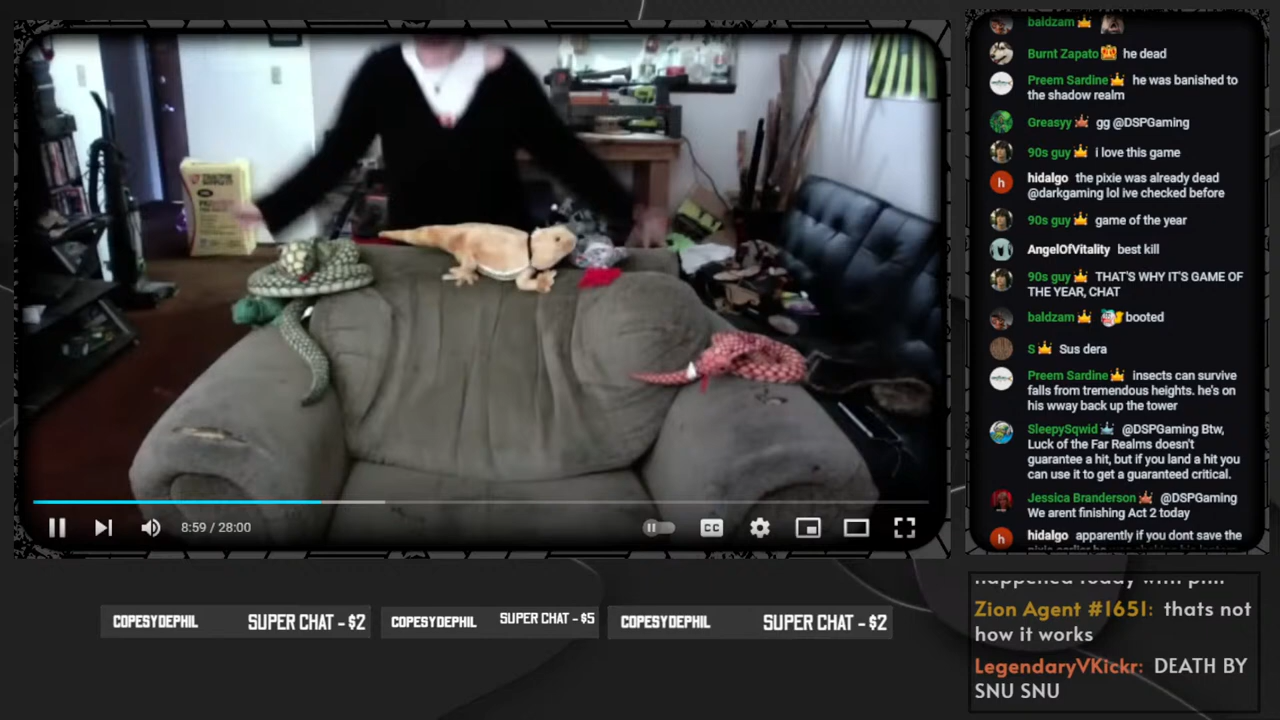 8:59 / 28:00
CC
COPESYDEPHIL SUPER CHAT - $2
COPESYDEPHIL SUPER CHAT - $5
COPESYDEPHIL SUPER CHAT - $2
baldzam
Burnt Zapato he dead
Preem Sardine he was banished to
the shadow realm
Greasyy gg @DSPGaming
90s guy i love this game
h
hidalgo the pixie was already dead
@darkgaming lol ive checked before
90s guy game of the year
AngelOfVitality best kill
90s guy THAT'S WHY IT'S GAME OF
THE YEAR, CHAT
baldzam booted
S Sus dera
Preem Sardine insects can survive
falls from tremendous heights. he's on
his wway back up the tower
SleepySqwid @DSPGaming Btw,
Luck of the Far Realms doesn't
guarantee a hit, but if you land a hit you
can use it to get a guaranteed critical.
Jessica Branderson @DSPGaming
We arent finishing Act 2 today
h
hidalgo apparently if you dont save the
happened today with phil
Zion Agent #1651: thats not
how it works
LegendaryVKickr: DEATH BY
SNU SNU